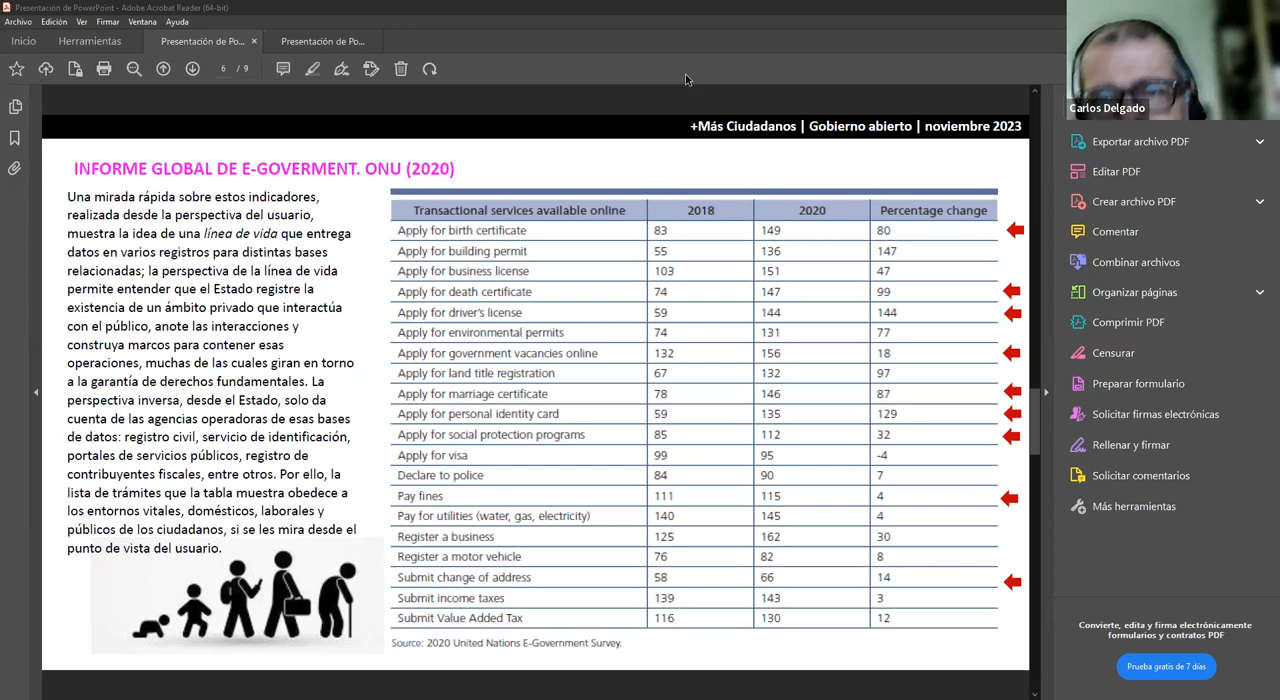 Presentación de PowerPoint - Adobe Acrobat Reader (64-bit)
Archivo Edición Ver Firmar Ventana Ayuda
Inicio Herramientas Presentación de Po... × Presentación de Po...
6 / 9
Carlos Delgado
+Más Ciudadanos | Gobierno abierto | noviembre 2023
INFORME GLOBAL DE E-GOVERMENT. ONU (2020)
Una mirada rápida sobre estos indicadores,
realizada desde la perspectiva del usuario,
muestra la idea de una línea de vida que entrega
datos en varios registros para distintas bases
relacionadas; la perspectiva de la línea de vida
permite entender que el Estado registre la
existencia de un ámbito privado que interactúa
con el público, anote las interacciones y
construya marcos para contener esas
operaciones, muchas de las cuales giran en torno
a la garantía de derechos fundamentales. La
perspectiva inversa, desde el Estado, solo da
cuenta de las agencias operadoras de esas bases
de datos: registro civil, servicio de identificación,
portales de servicios públicos, registro de
contribuyentes fiscales, entre otros. Por ello, la
lista de trámites que la tabla muestra obedece a
los entornos vitales, domésticos, laborales y
públicos de los ciudadanos, si se les mira desde el
punto de vista del usuario.
Transactional services available online 2018 2020 Percentage change
Apply for birth certificate 83 149 80
Apply for building permit 55 136 147
Apply for business license 103 151 47
Apply for death certificate 74 147 99
Apply for driver's license 59 144 144
Apply for environmental permits 74 131 77
Apply for government vacancies online 132 156 18
Apply for land title registration 67 132 97
Apply for marriage certificate 78 146 87
Apply for personal identity card 59 135 129
Apply for social protection programs 85 112 32
Apply for visa 99 95 -4
Declare to police 84 90 7
Pay fines 111 115 4
Pay for utilities (water, gas, electricity) 140 145 4
Register a business 125 162 30
Register a motor vehicle 76 82 8
Submit change of address 58 66 14
Submit income taxes 139 143 3
Submit Value Added Tax 116 130 12
Source: 2020 United Nations E-Government Survey.
Exportar archivo PDF
Editar PDF
Crear archivo PDF
Comentar
Combinar archivos
Organizar páginas
Comprimir PDF
Censurar
Preparar formulario
Solicitar firmas electrónicas
Rellenar y firmar
Solicitar comentarios
Más herramientas
Convierte, edita y firma electrónicamente
formularios y contratos PDF
Prueba gratis de 7 días